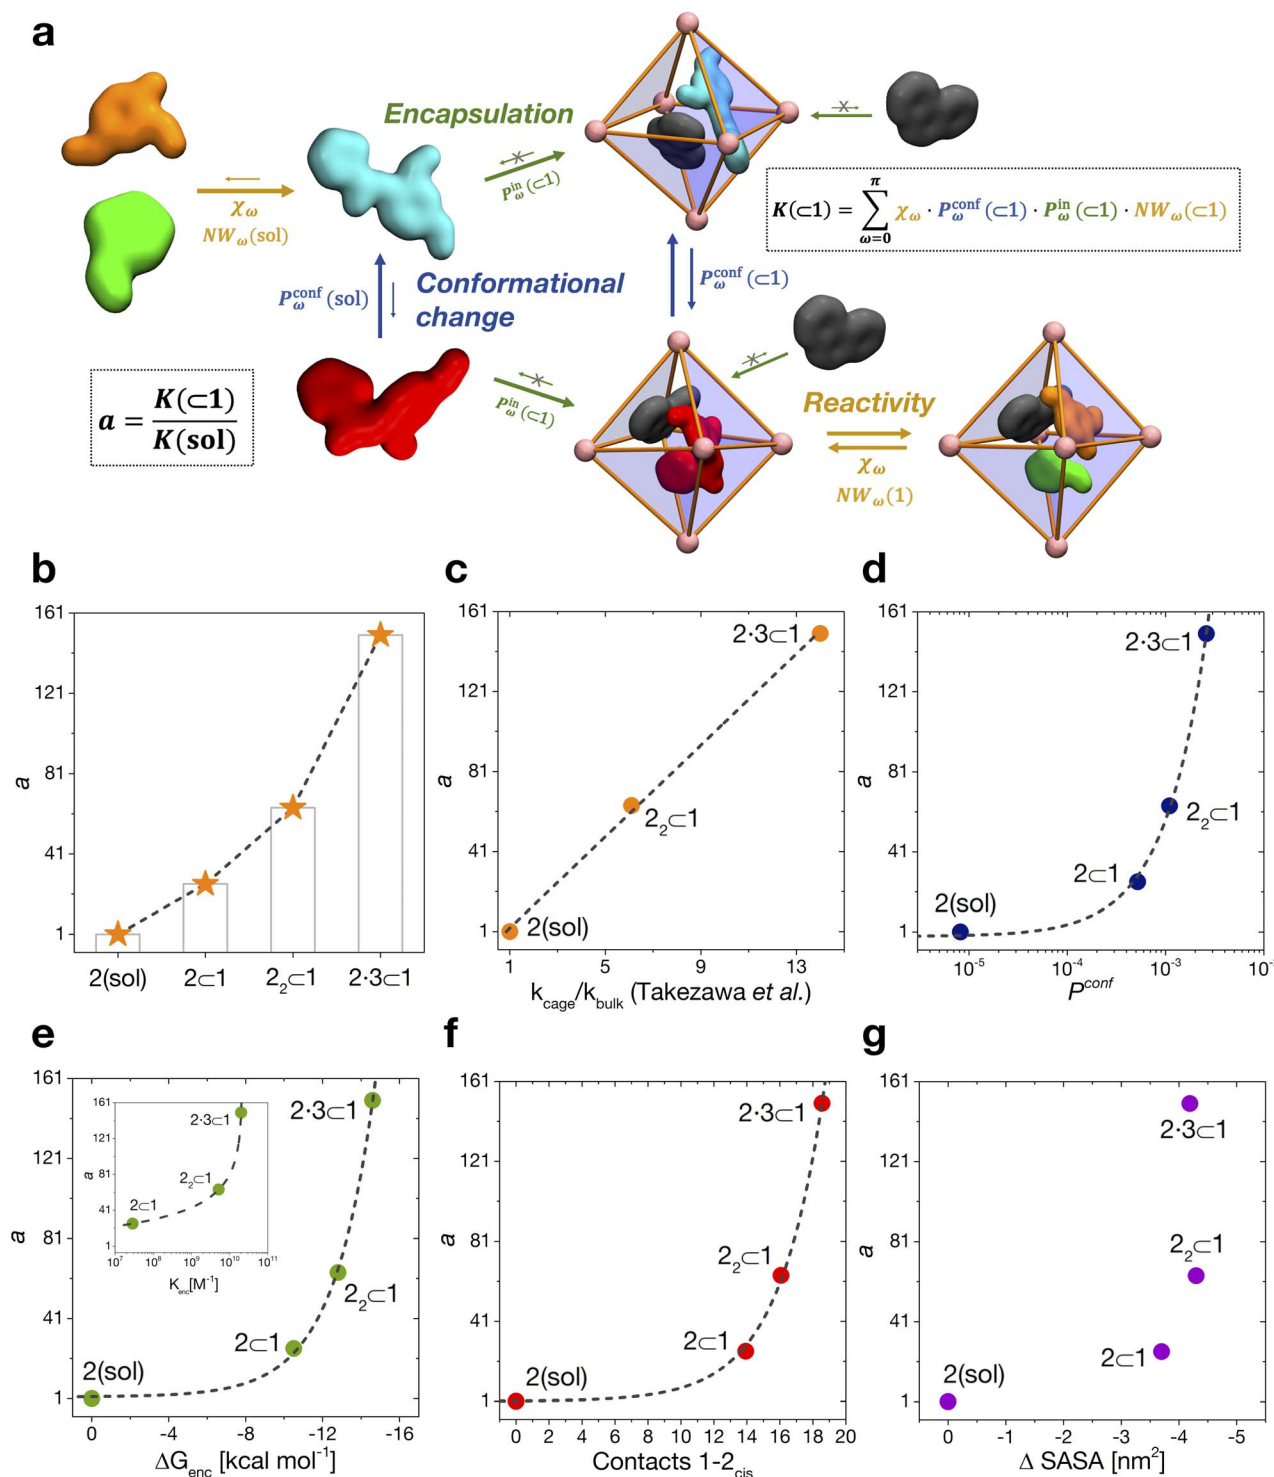 a
Encapsulation
χω
NWω(sol)
×
Pωin(⊂1)
×
K(⊂1) = ∑ω=0π χω · Pωconf(⊂1) · Pωin(⊂1) · NWω(⊂1)
Pωconf(sol)
Conformational
change
Pωconf(⊂1)
a = K(⊂1)/K(sol)
×
Pωin(⊂1)
×
Reactivity
χω
NWω(1)
b
161
121
81
41
1
a
2(sol)
2⊂1
2₂⊂1
2·3⊂1
c
161
121
81
41
1
a
2·3⊂1
2₂⊂1
2(sol)
1
5
9
13
kcage/kbulk (Takezawa et al.)
d
161
121
81
41
1
a
2·3⊂1
2₂⊂1
2⊂1
2(sol)
10⁻⁵
10⁻⁴
10⁻³
Pconf
e
161
121
81
41
1
a
2·3⊂1
2₂⊂1
2⊂1
2(sol)
161
121
81
41
1
a
2·3⊂1
2₂⊂1
2⊂1
10⁷
10⁸
10⁹
10¹⁰
10¹¹
Kenc[M⁻¹]
0
-4
-8
-12
-16
ΔGenc [kcal mol⁻¹]
f
161
121
81
41
1
a
2·3⊂1
2₂⊂1
2⊂1
2(sol)
0
2
4
6
8
10
12
14
16
18
20
Contacts 1-2cis
g
161
121
81
41
1
a
2·3⊂1
2₂⊂1
2⊂1
2(sol)
0
-1
-2
-3
-4
-5
Δ SASA [nm²]